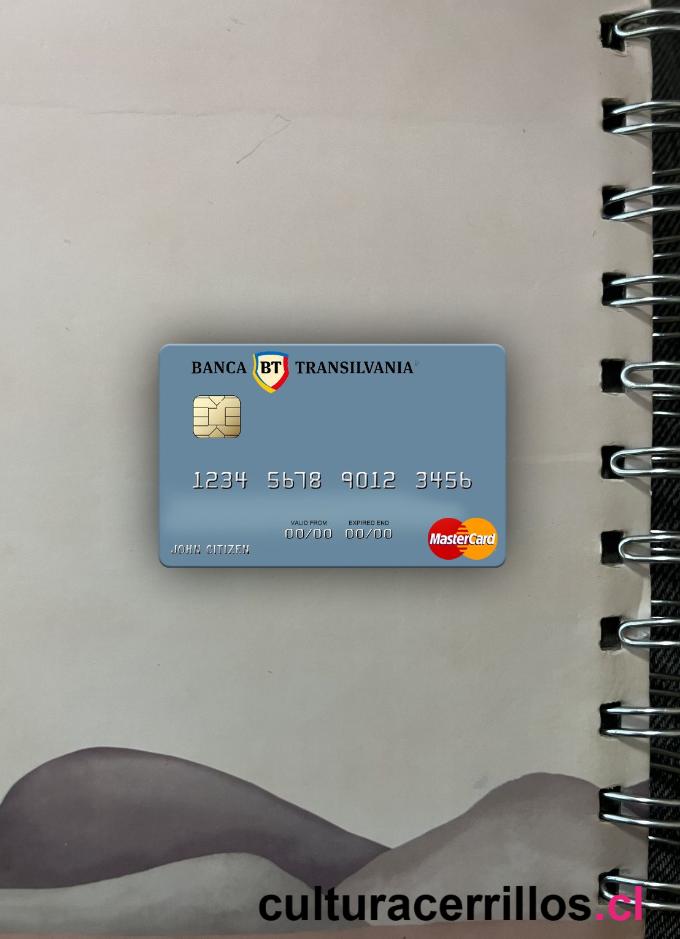 BANCA BT TRANSILVANIA
1234 5678 9012 3456
VALID FROM EXPIRED END
00/00 00/00
JOHN CITIZEN
MasterCard
culturacerrillos.cl